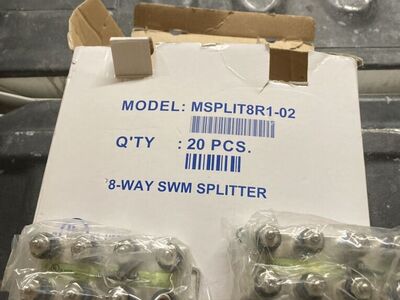 MODEL: MSPLIT8R1-02
Q'TY : 20 PCS.
8-WAY SWM SPLITTER